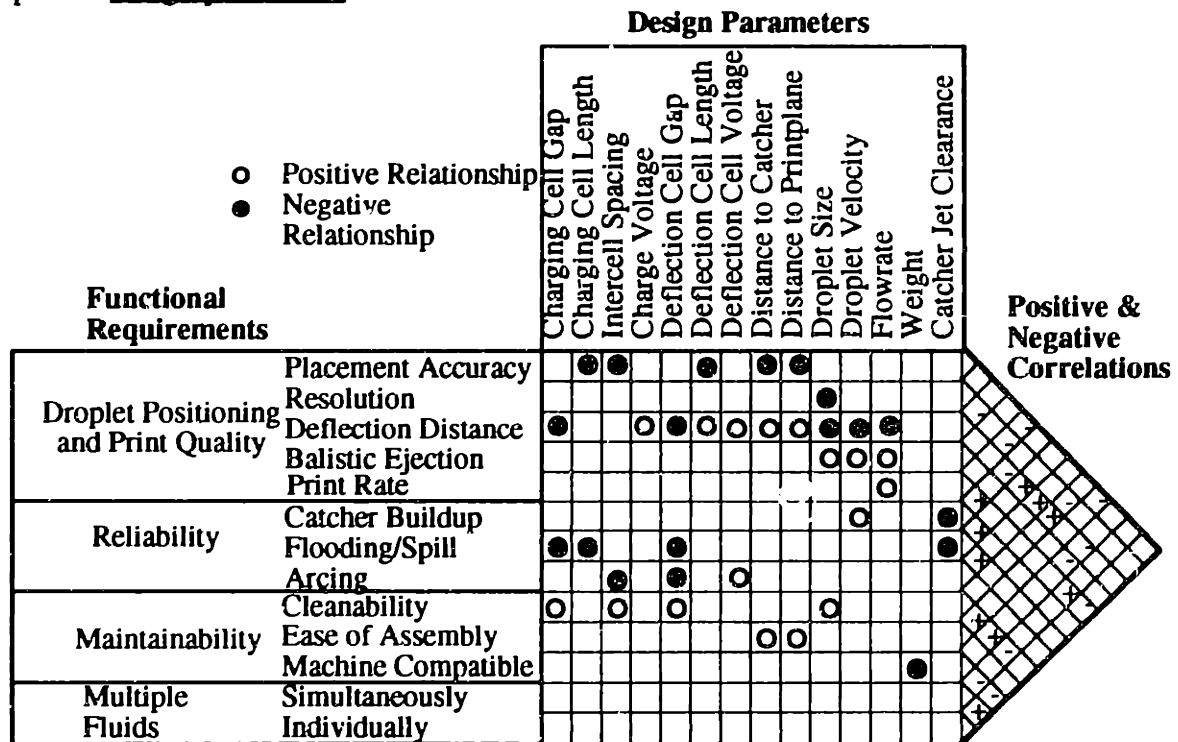 Design Parameters
Charging Cell Gap
Charging Cell Length
Intercell Spacing
Charge Voltage
Deflection Cell Gap
Deflection Cell Length
Deflection Cell Voltage
Distance to Catcher
Distance to Printplane
Droplet Size
Droplet Velocity
Flowrate
Weight
Catcher Jet Clearance
Positive Relationship
Negative
Relationship
Functional
Requirements
Positive &
Negative
Correlations
Placement Accuracy
Resolution
Droplet Positioning
and Print Quality
Deflection Distance
Balistic Ejection
Print Rate
Reliability
Catcher Buildup
Flooding/Spill
Arcing
Maintainability
Cleanability
Ease of Assembly
Machine Compatible
Multiple
Fluids
Simultaneously
Individually